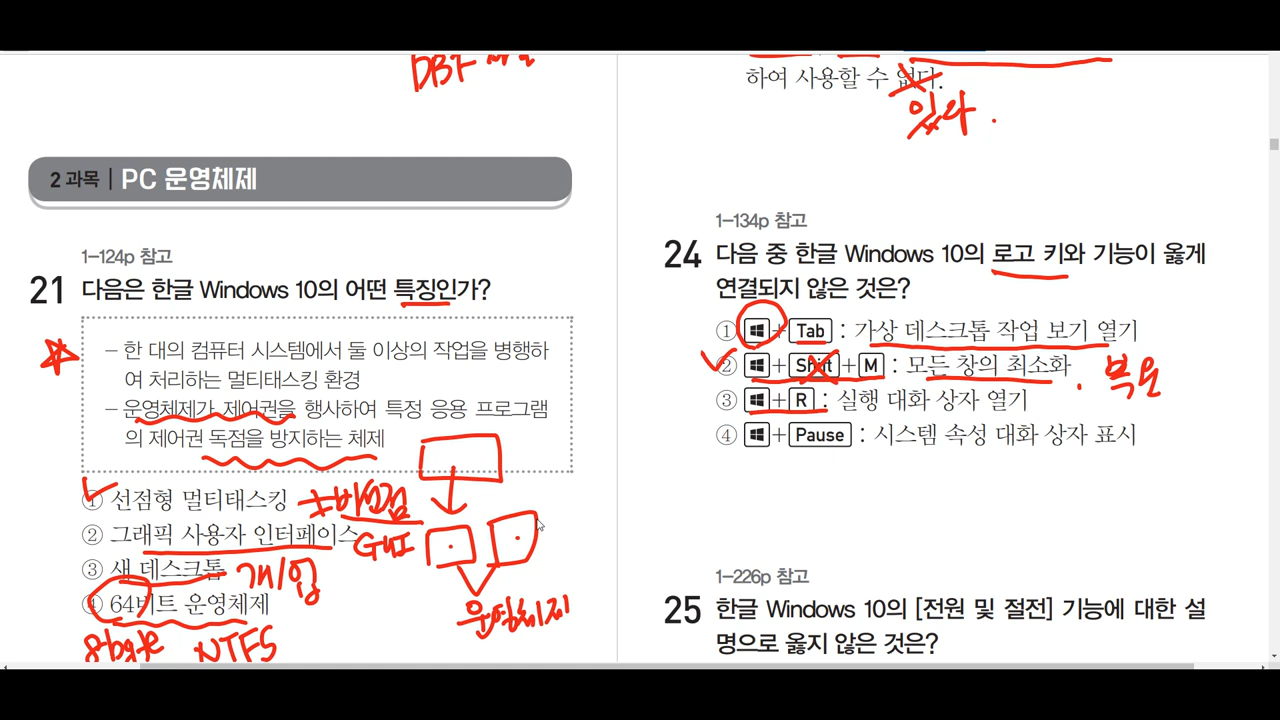 DBF 파일
2 과목 | PC 운영체제
1-124p 참고
21 다음은 한글 Windows 10의 어떤 특징인가?
– 한 대의 컴퓨터 시스템에서 둘 이상의 작업을 병행하
여 처리하는 멀티태스킹 환경
– 운영체제가 제어권을 행사하여 특정 응용 프로그램
의 제어권 독점을 방지하는 체제
① 선점형 멀티태스킹 ≠비선점
② 그래픽 사용자 인터페이스 GUI
③ 새 데스크톱 개/입
④ 64비트 운영체제
운영체제
8byte NTFS
하여 사용할 수 없다.
있다.
1-134p 참고
24 다음 중 한글 Windows 10의 로고 키와 기능이 옳게
연결되지 않은 것은?
① + Tab : 가상 데스크톱 작업 보기 열기
② + Shift + M : 모든 창의 최소화. 복원
③ + R : 실행 대화 상자 열기
④ + Pause : 시스템 속성 대화 상자 표시
1-226p 참고
25 한글 Windows 10의 [전원 및 절전] 기능에 대한 설
명으로 옳지 않은 것은?